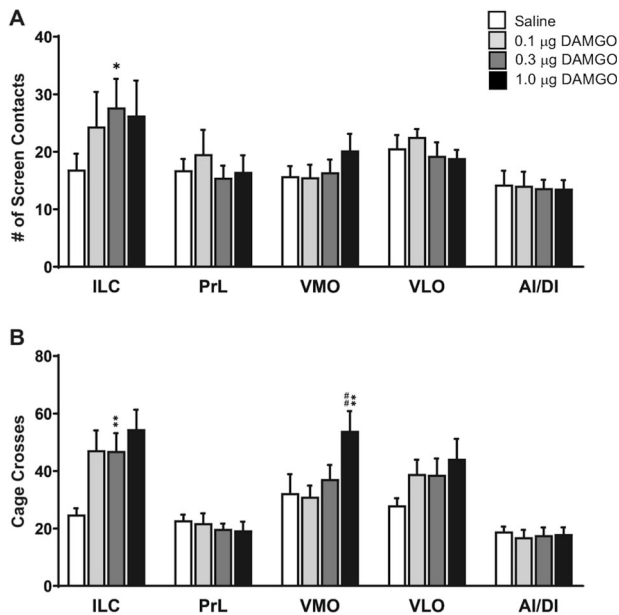 A
Saline
0.1 µg DAMGO
0.3 µg DAMGO
1.0 µg DAMGO
# of Screen Contacts
40
30
20
10
0
*
ILC
PrL
VMO
VLO
AI/DI
B
Cage Crosses
80
60
40
20
0
**
##
**
ILC
PrL
VMO
VLO
AI/DI